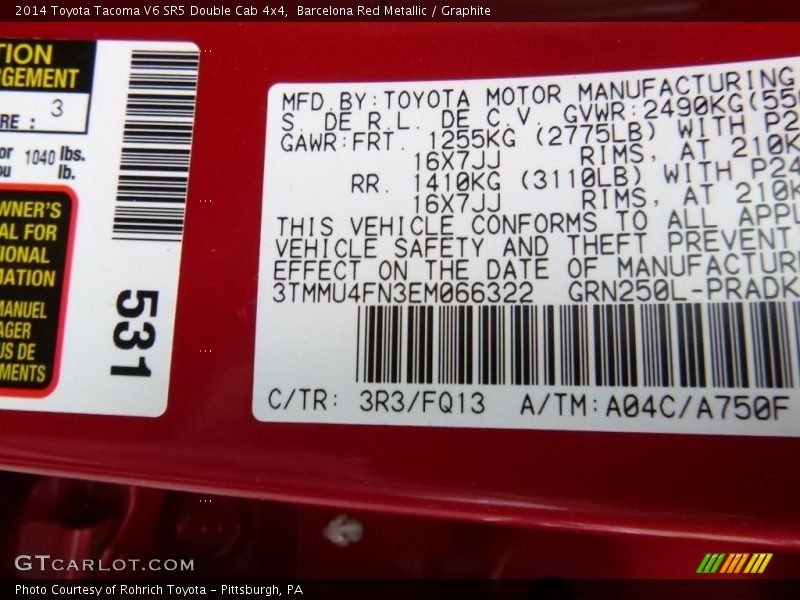 2014 Toyota Tacoma V6 SR5 Double Cab 4x4,  Barcelona Red Metallic / Graphite
TION
RGEMENT
3
RE :
or 1040 lbs.
ou lb.
WNER'S
AL FOR
IONAL
MATION
MANUEL
AGER
US DE
MENTS
531
MFD.BY:TOYOTA MOTOR MANUFACTURING
S. DE R.L. DE C.V. GVWR:2490KG(550
GAWR:FRT. 1255KG (2775LB) WITH P2
16X7JJ RIMS, AT 210K
RR. 1410KG (3110LB) WITH P24
16X7JJ RIMS, AT 210K
THIS VEHICLE CONFORMS TO ALL APPL
VEHICLE SAFETY AND THEFT PREVENT
EFFECT ON THE DATE OF MANUFACTUR
3TMMU4FN3EM066322 GRN250L-PRADK
C/TR: 3R3/FQ13 A/TM:A04C/A750F
GTCARLOT.COM
Photo Courtesy of Rohrich Toyota - Pittsburgh, PA